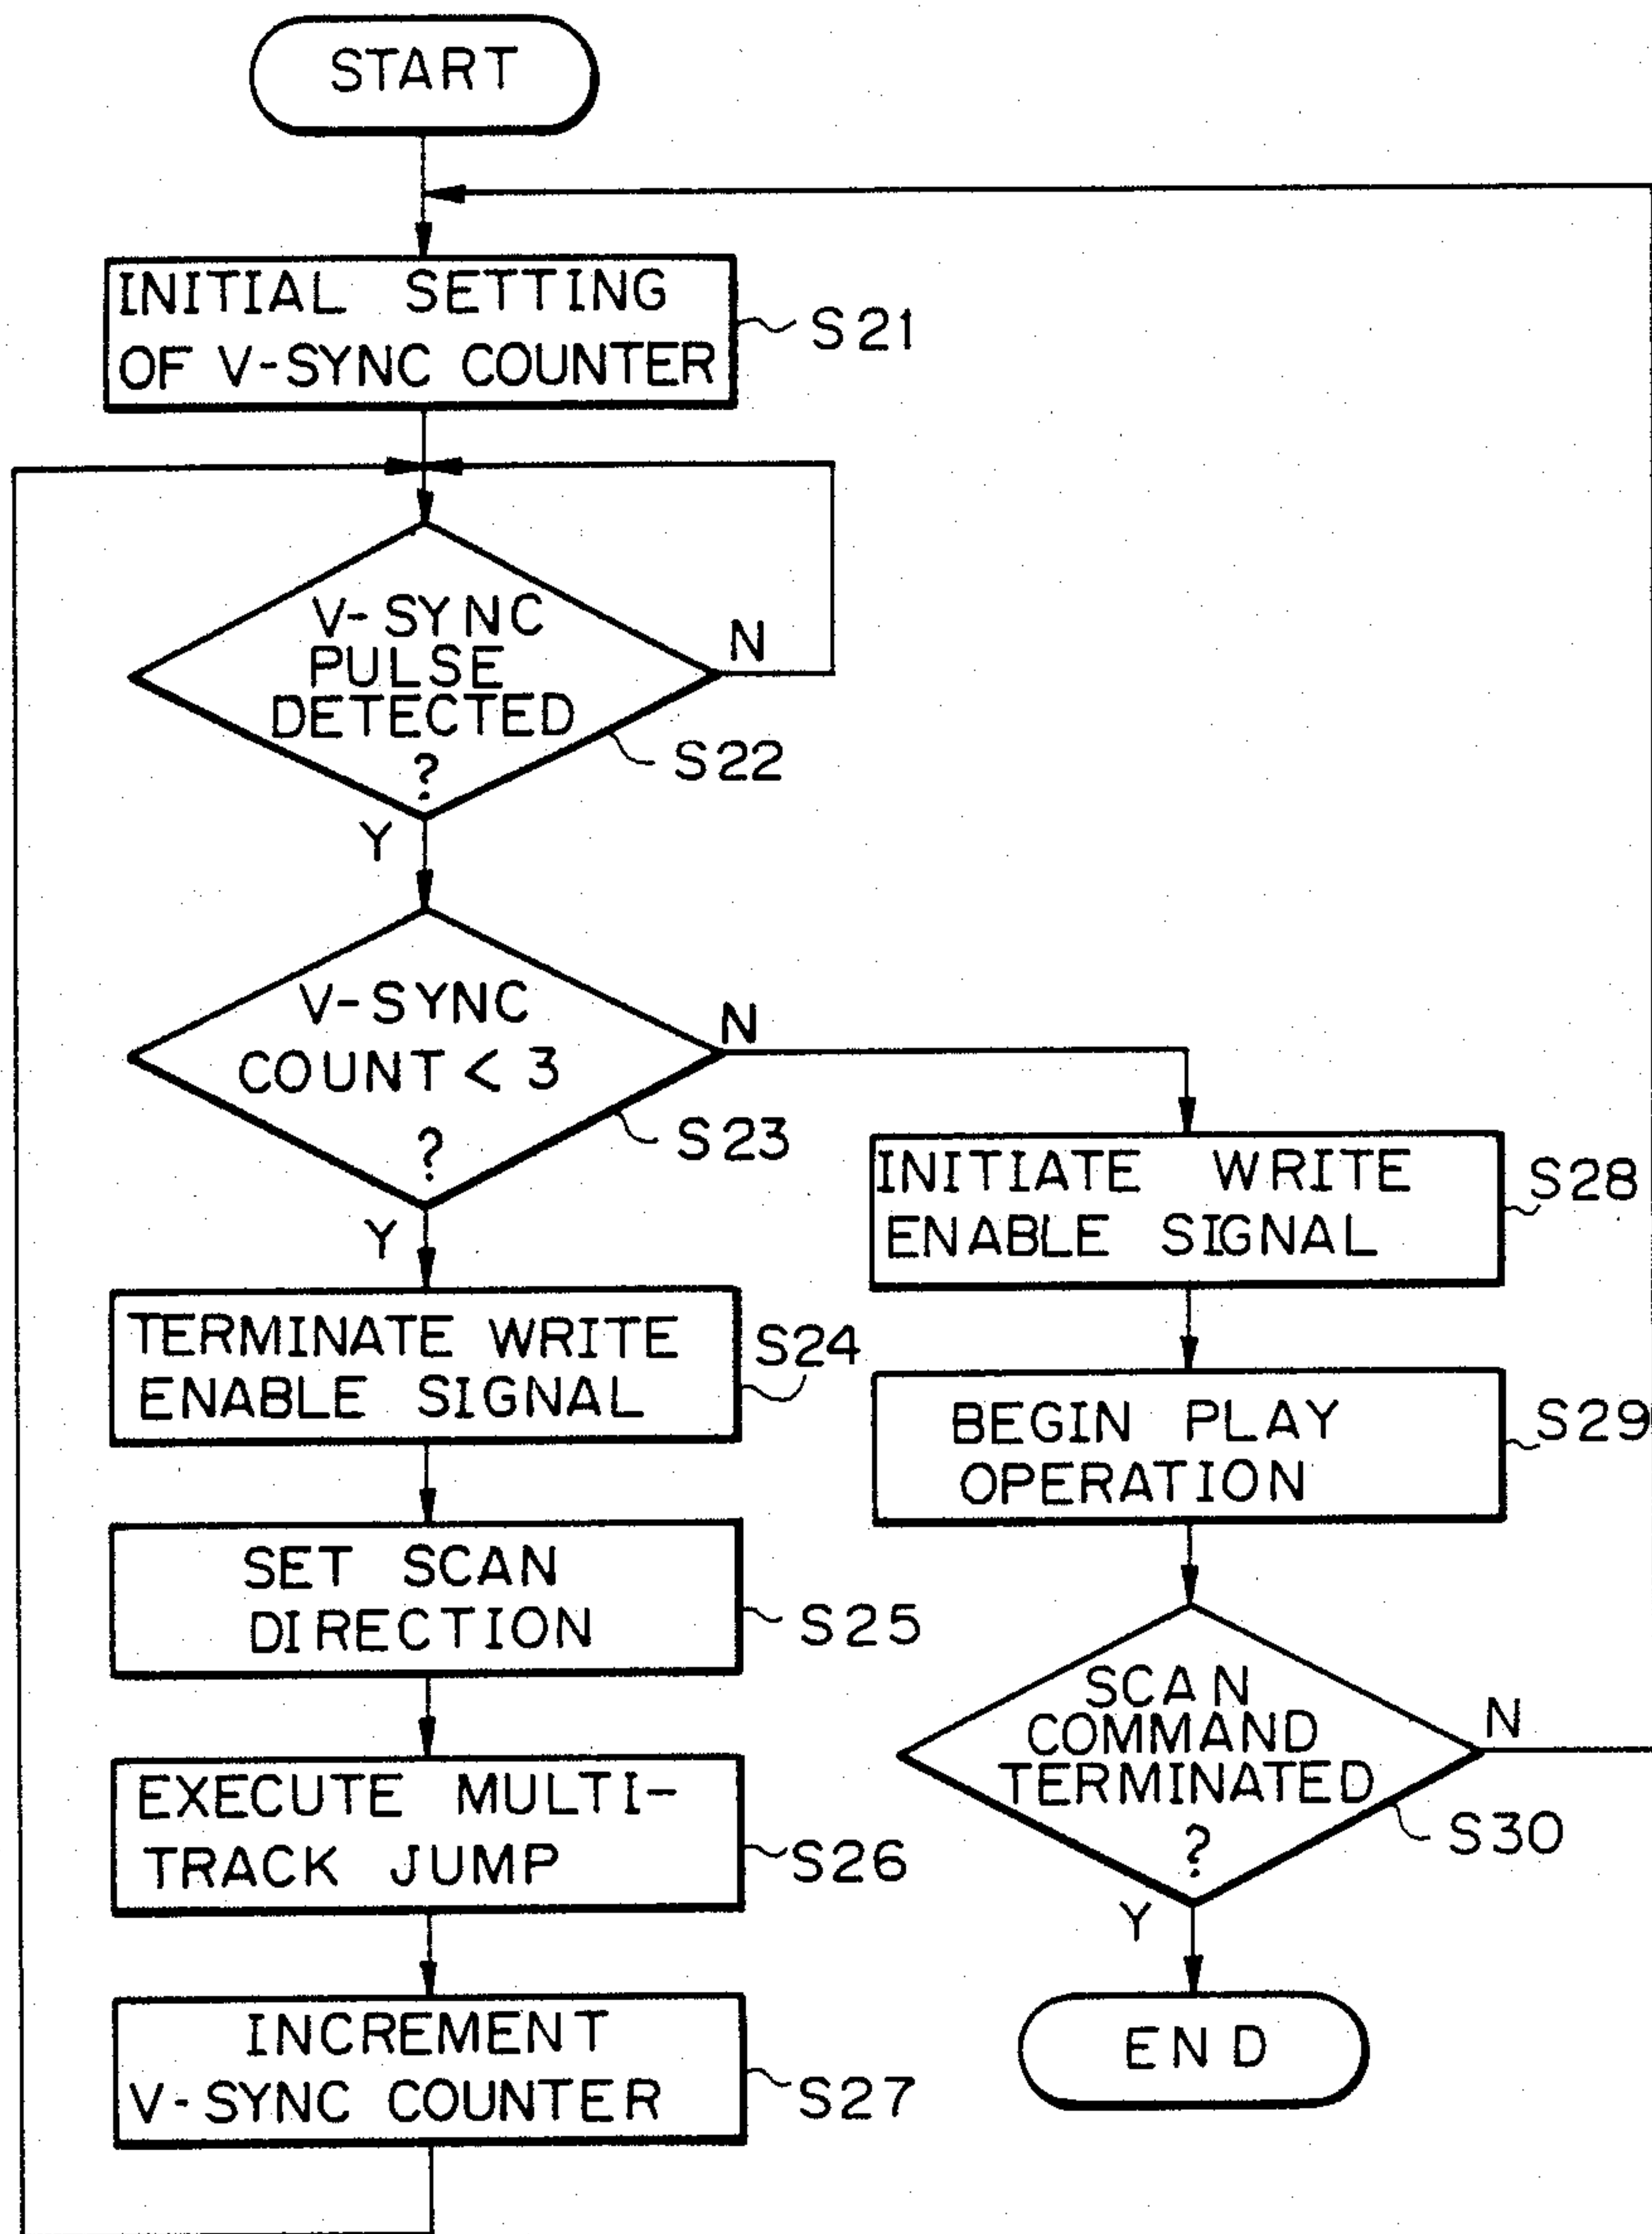 START
INITIAL SETTING
OF V-SYNC COUNTER
S21
V-SYNC
PULSE
DETECTED
?
N
S22
Y
V-SYNC
COUNT < 3
?
N
S23
Y
TERMINATE WRITE
ENABLE SIGNAL
S24
SET SCAN
DIRECTION
S25
EXECUTE MULTI-
TRACK JUMP
S26
INCREMENT
V-SYNC COUNTER
S27
INITIATE WRITE
ENABLE SIGNAL
S28
BEGIN PLAY
OPERATION
S29
SCAN
COMMAND
TERMINATED
?
N
S30
Y
END